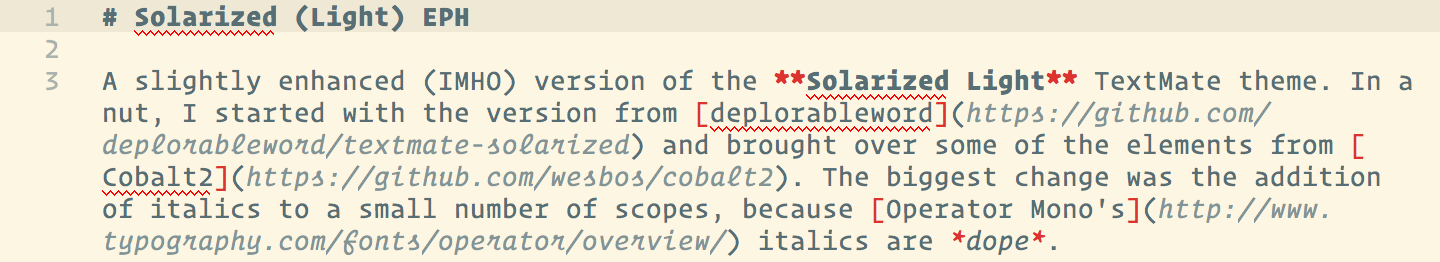 1 # Solarized (Light) EPH
2
3 A slightly enhanced (IMHO) version of the **Solarized Light** TextMate theme. In a
nut, I started with the version from [deplorableword](https://github.com/
deplorableword/textmate-solarized) and brought over some of the elements from [
Cobalt2](https://github.com/wesbos/cobalt2). The biggest change was the addition
of italics to a small number of scopes, because [Operator Mono's](http://www.
typography.com/fonts/operator/overview/) italics are *dope*.